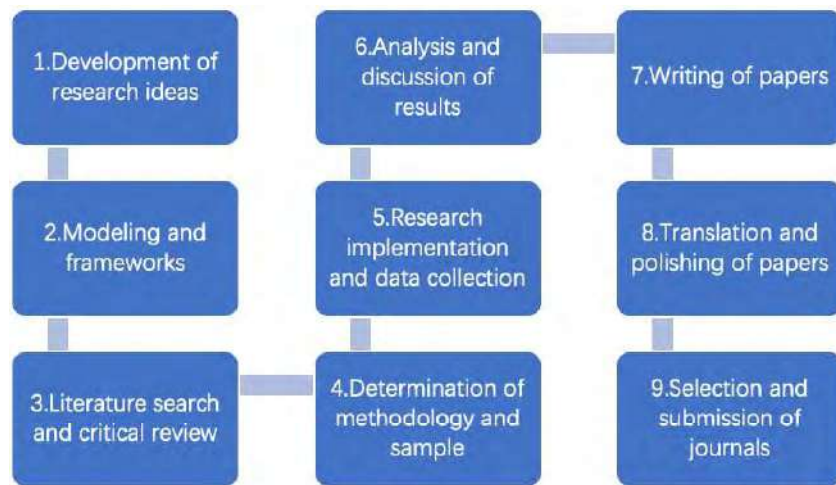 1.Development of
research ideas
2.Modeling and
frameworks
3.Literature search
and critical review
4.Determination of
methodology and
sample
5.Research
implementation
and data collection
6.Analysis and
discussion of
results
7.Writing of papers
8.Translation and
polishing of papers
9.Selection and
submission of
journals